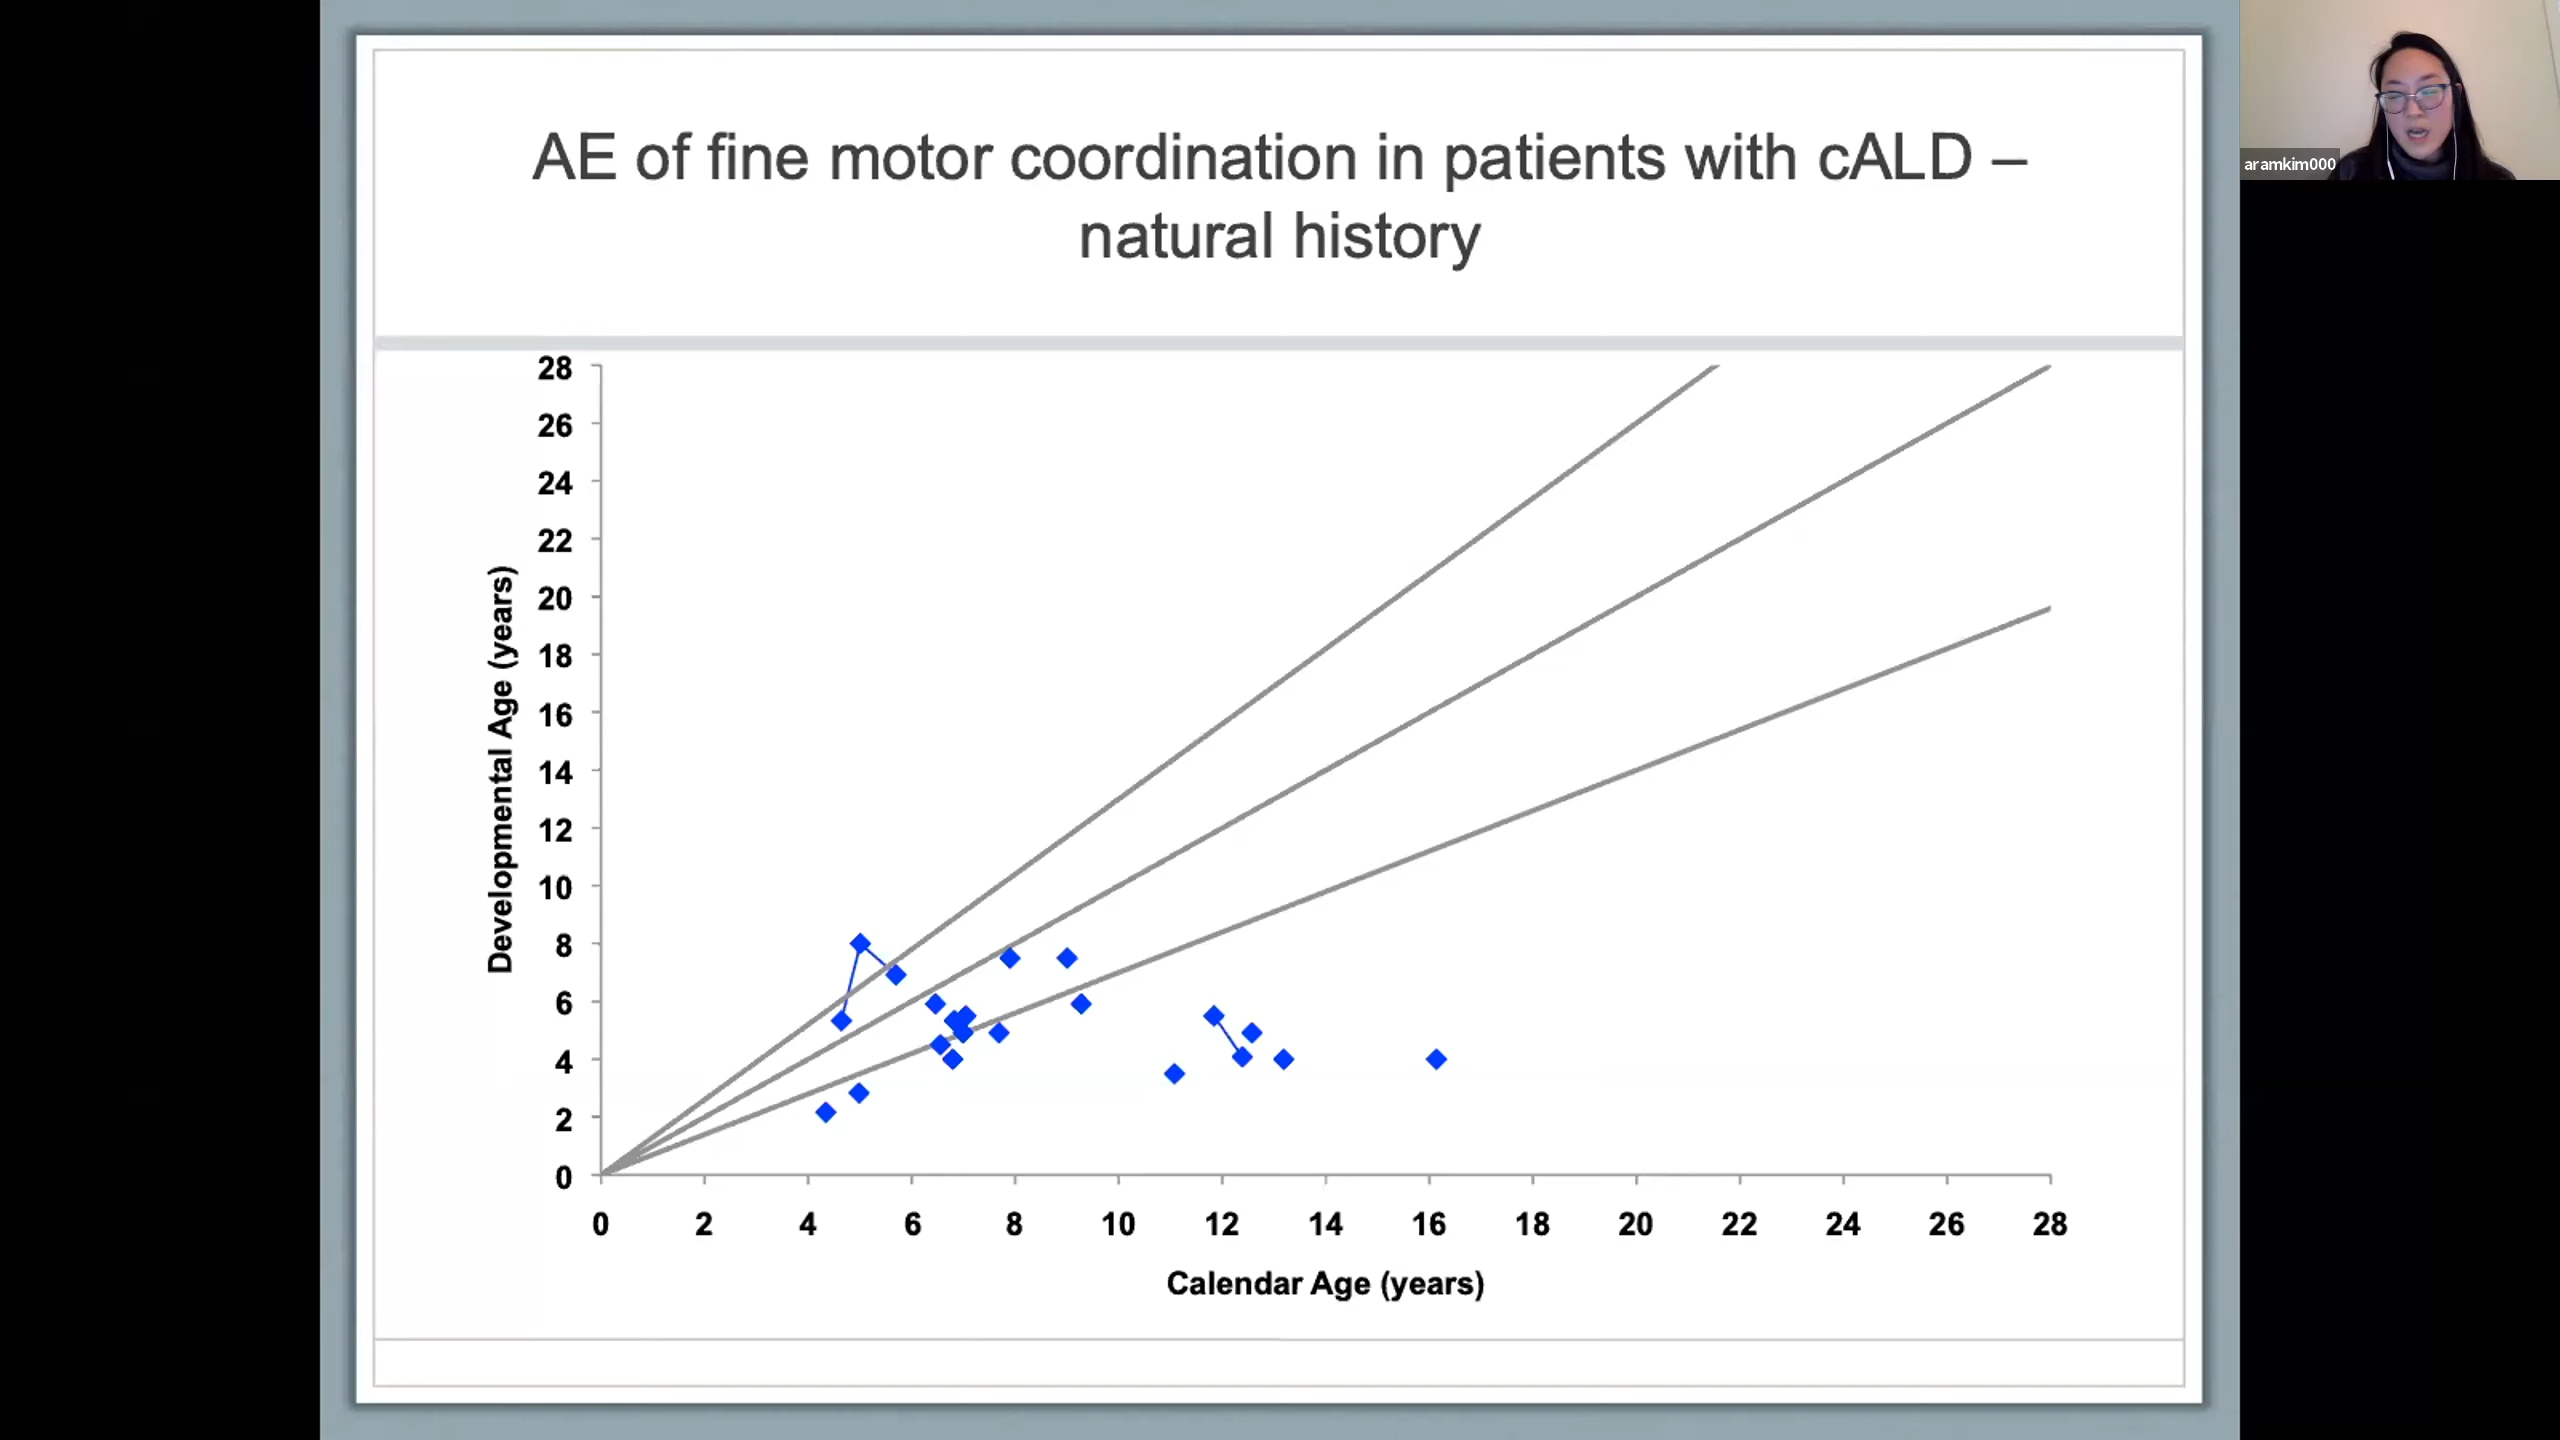 AE of fine motor coordination in patients with cALD –
natural history
aramkim000
28
26
24
22
20
18
16
14
12
10
8
6
4
2
0
Developmental Age (years)
0 2 4 6 8 10 12 14 16 18 20 22 24 26 28
Calendar Age (years)